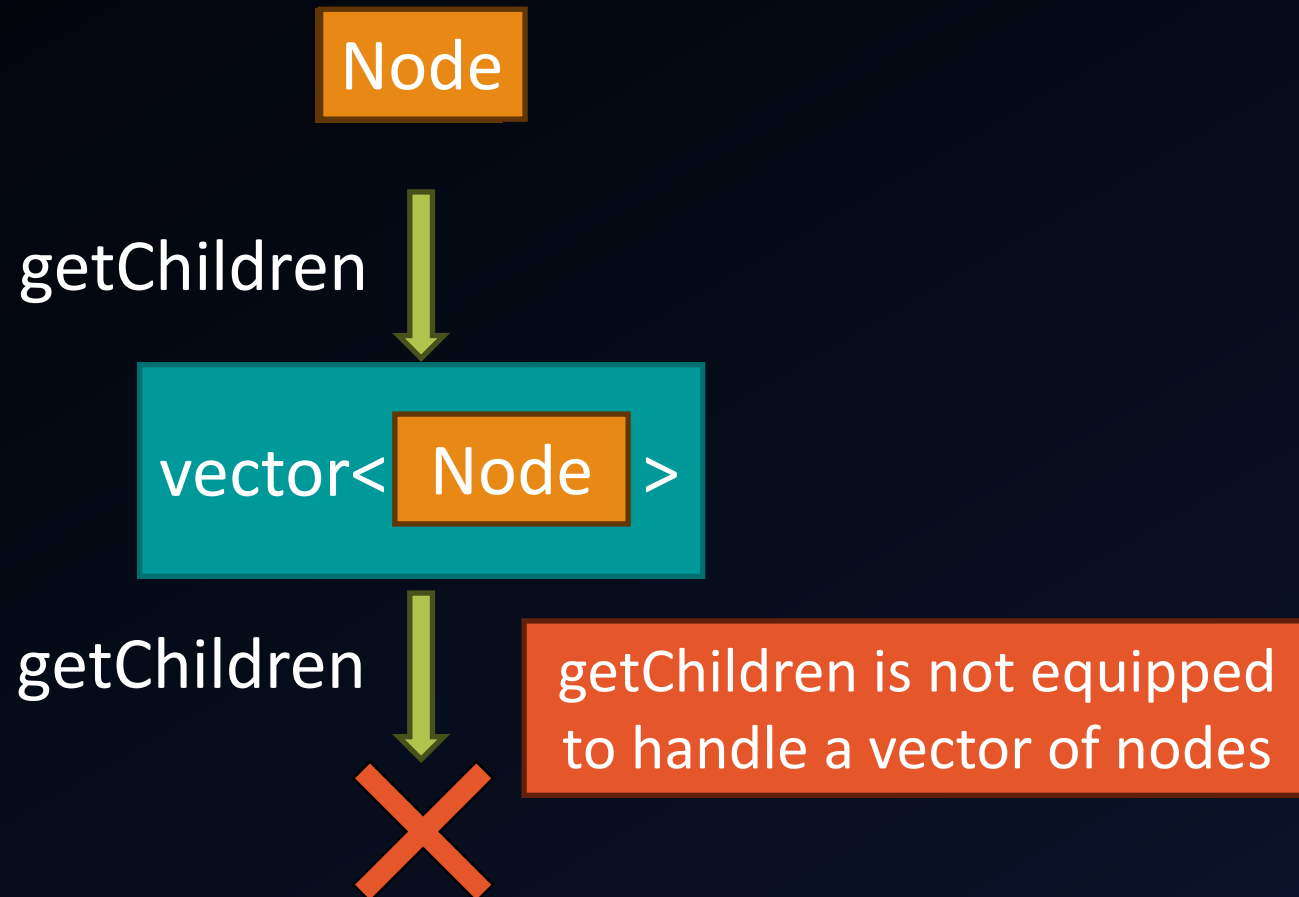 Node
getChildren
vector< Node >
getChildren
getChildren is not equipped
to handle a vector of nodes